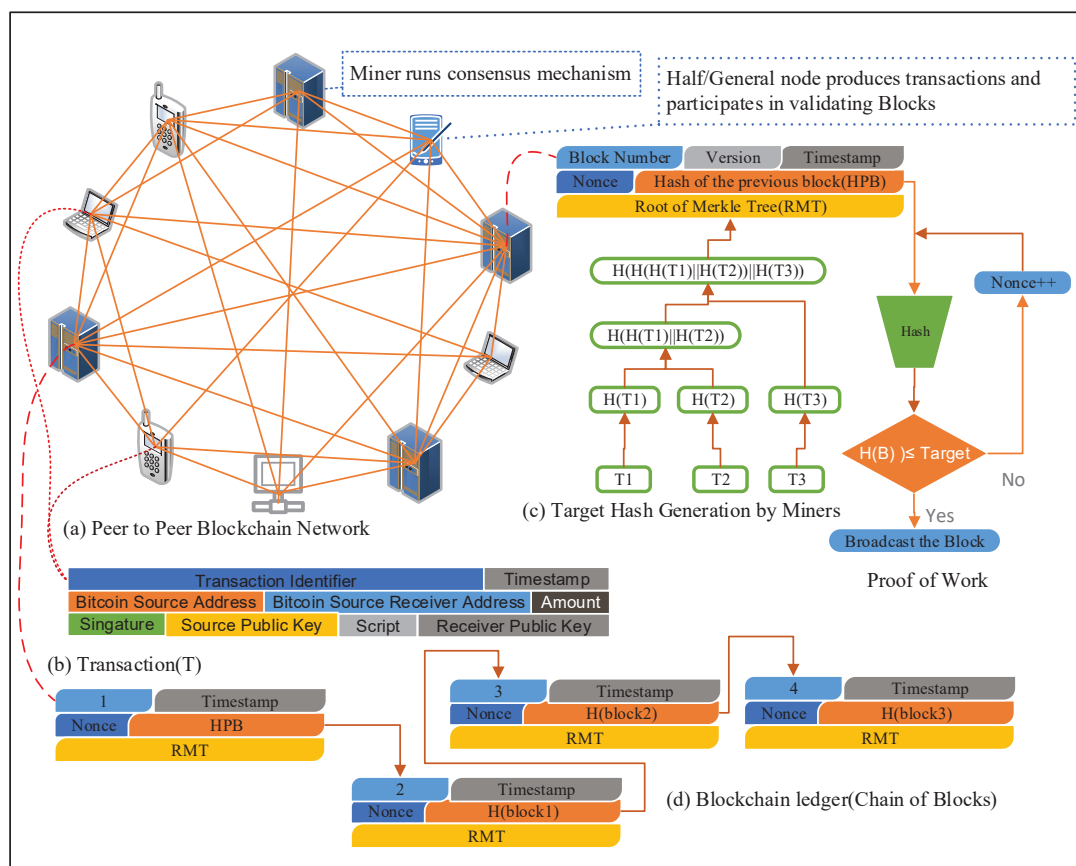 Miner runs consensus mechanism
Half/General node produces transactions and
participates in validating Blocks
Block Number
Version
Timestamp
Nonce
Hash of the previous block(HPB)
Root of Merkle Tree(RMT)
H(H(H(T1)||H(T2))||H(T3))
Nonce++
Hash
H(H(T1)||H(T2))
H(T1)
H(T2)
H(T3)
H(B) )≤ Target
No
T1
T2
T3
(c) Target Hash Generation by Miners
Yes
Broadcast the Block
Proof of Work
(a) Peer to Peer Blockchain Network
Transaction Identifier
Timestamp
Bitcoin Source Address
Bitcoin Source Receiver Address
Amount
Singature
Source Public Key
Script
Receiver Public Key
(b) Transaction(T)
1
Timestamp
Nonce
HPB
RMT
2
Timestamp
Nonce
H(block1)
RMT
3
Timestamp
Nonce
H(block2)
RMT
4
Timestamp
Nonce
H(block3)
RMT
(d) Blockchain ledger(Chain of Blocks)